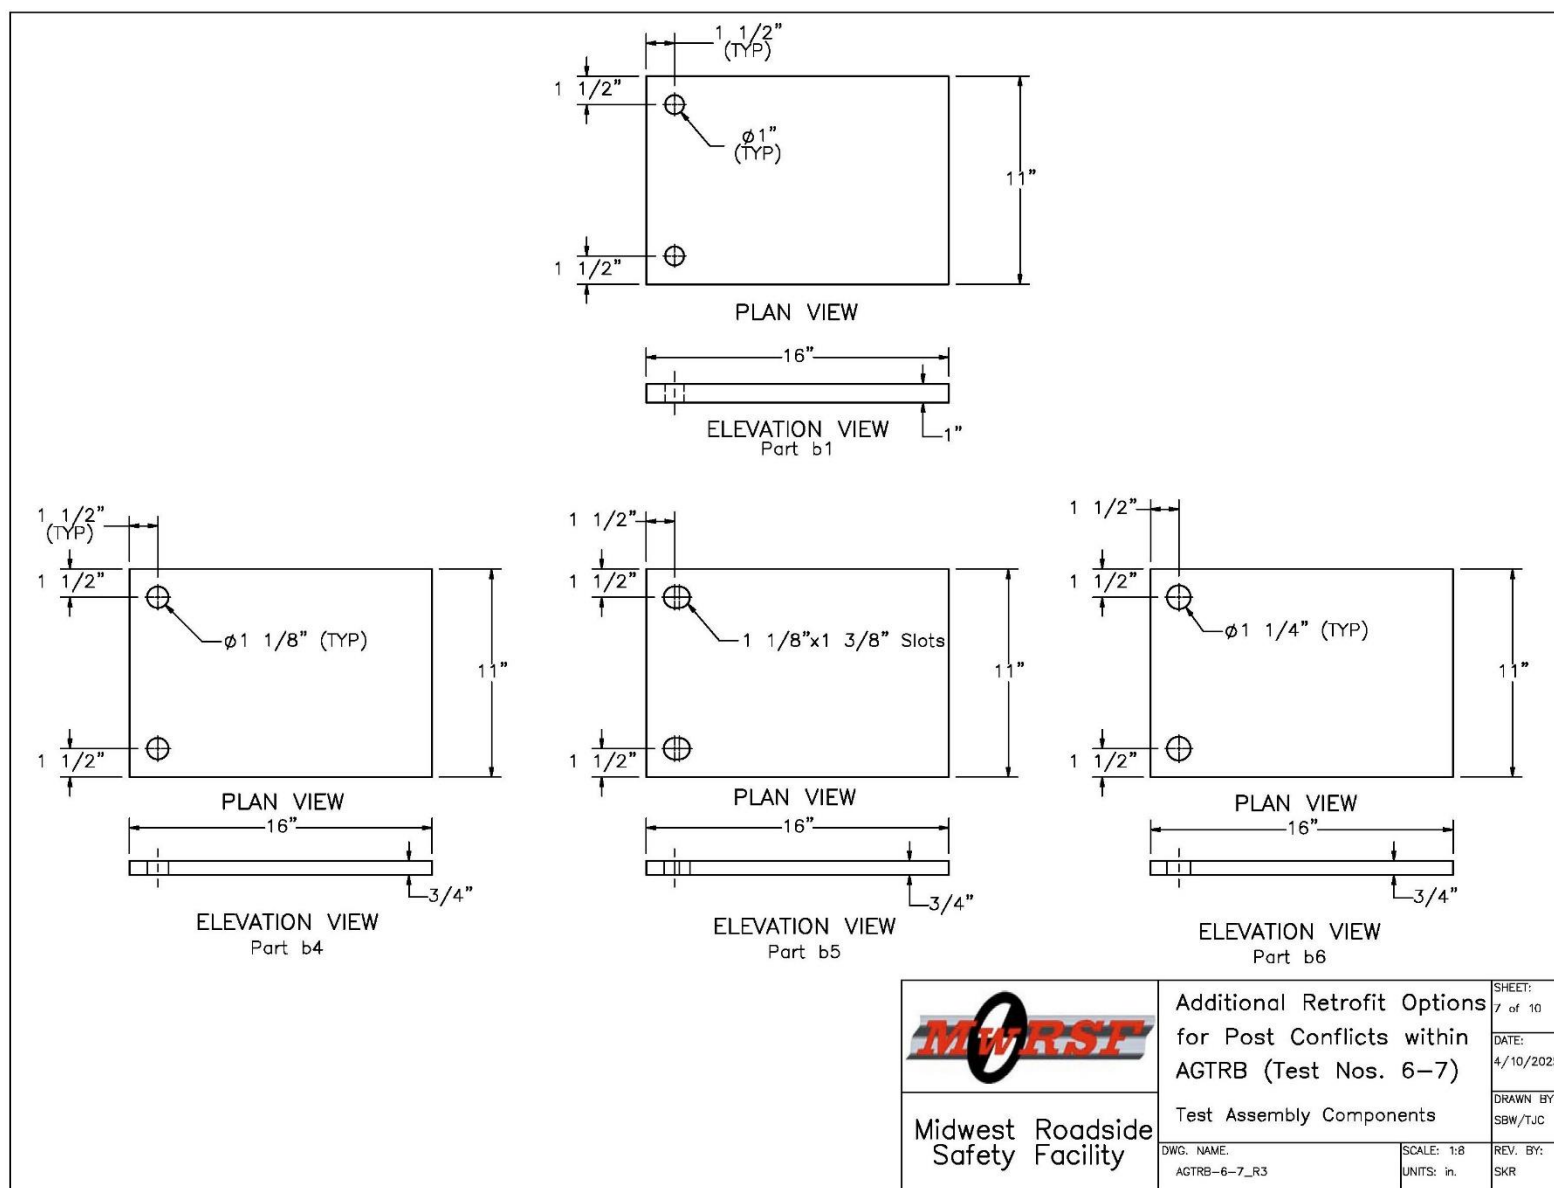 1 1/2"
(TYP)
1 1/2"
ø1"
(TYP)
11"
1 1/2"
PLAN VIEW
16"
ELEVATION VIEW
1"
Part b1
1 1/2"
(TYP)
1 1/2"
ø1 1/8" (TYP)
11"
1 1/2"
PLAN VIEW
16"
3/4"
ELEVATION VIEW
Part b4
1 1/2"
1 1/2"
1 1/8"x1 3/8" Slots
11"
1 1/2"
PLAN VIEW
16"
3/4"
ELEVATION VIEW
Part b5
1 1/2"
1 1/2"
ø1 1/4" (TYP)
11"
1 1/2"
PLAN VIEW
16"
3/4"
ELEVATION VIEW
Part b6
MwRSF
Midwest Roadside
Safety Facility
Additional Retrofit Options
for Post Conflicts within
AGTRB (Test Nos. 6-7)
Test Assembly Components
DWG. NAME.
AGTRB-6-7_R3
SCALE: 1:8
UNITS: in.
SHEET:
7 of 10
DATE:
DRAWN BY
SBW/TJC
REV. BY:
SKR